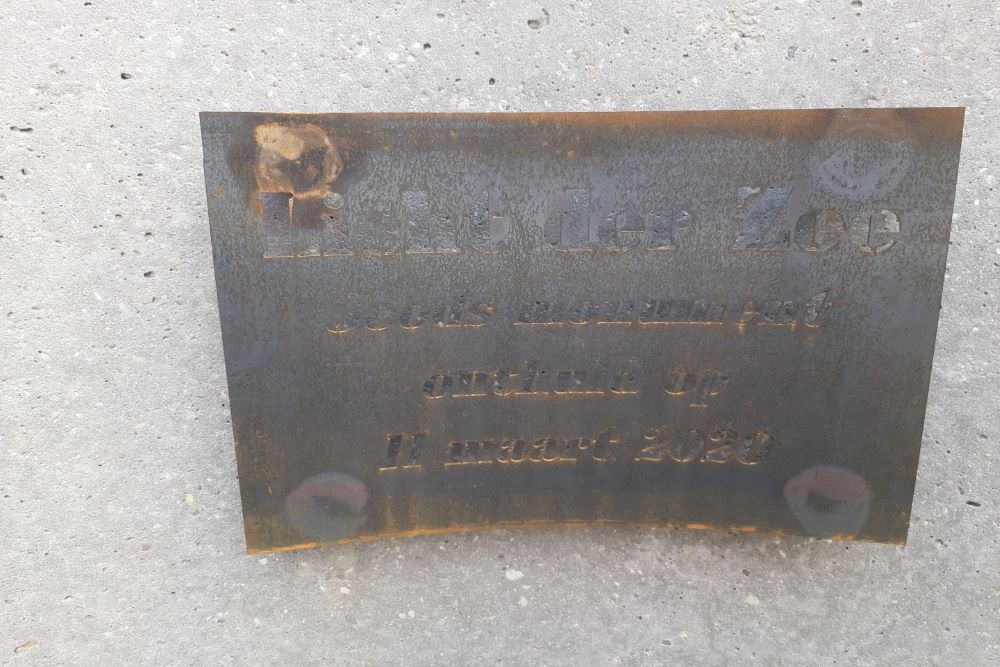 Licht der Zee
Joods monument
onthuld op
11 maart 2020